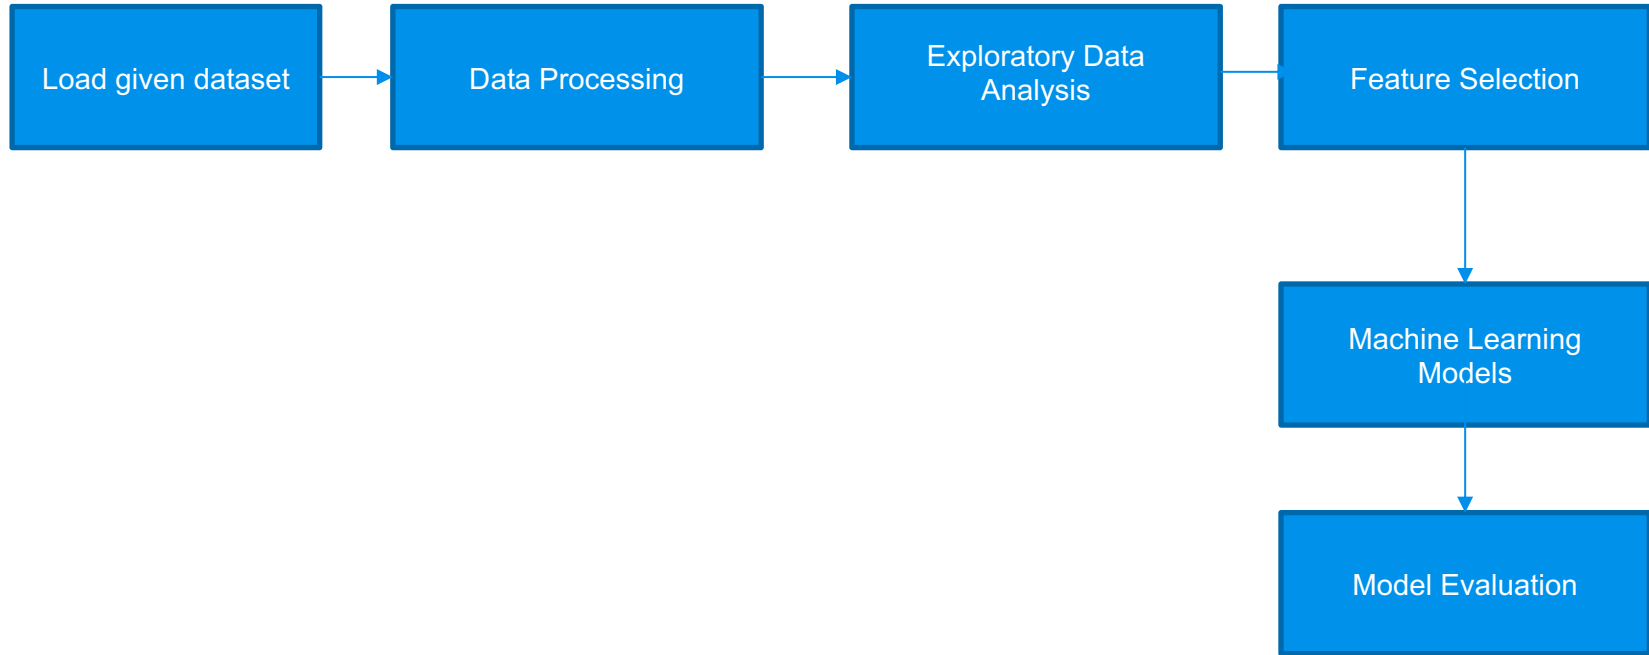 Load given dataset
Data Processing
Exploratory Data
Analysis
Feature Selection
Machine Learning
Models
Model Evaluation